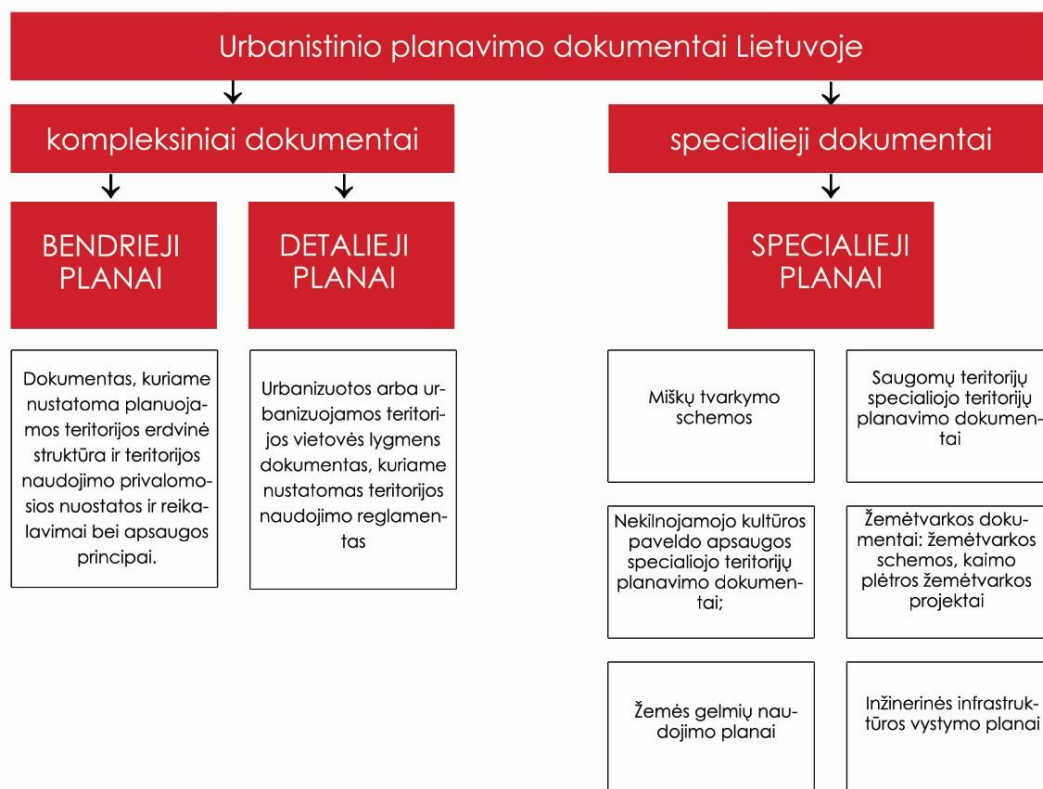 Urbanistinio planavimo dokumentai Lietuvoje
kompleksiniai dokumentai
specialieji dokumentai
BENDRIEJI
PLANAI
DETALIEJI
PLANAI
SPECIALIEJI
PLANAI
Dokumentas, kuriame
nustatoma planuoja-
mos teritorijos erdvinė
struktūra ir teritorijos
naudojimo privalomo-
sios nuostatos ir reika-
lavimai bei apsaugos
principai.
Urbanizuotos arba ur-
banizuojamos teritori-
jos vietovės lygmens
dokumentas, kuriame
nustatomas teritorijos
naudojimo reglamen-
tas
Miškų tvarkymo
schemos
Saugomų teritorijų
specialiojo teritorijų
planavimo dokumen-
tai
Nekilnojamojo kultūros
paveldo apsaugos
specialiojo teritorijų
planavimo dokumen-
tai;
Žemėtvarkos doku-
mentai: žemėtvarkos
schemos, kaimo
plėtros žemėtvarkos
projektai
Žemės gelmių nau-
dojimo planai
Inžinerinės infrastruk-
tūros vystymo planai